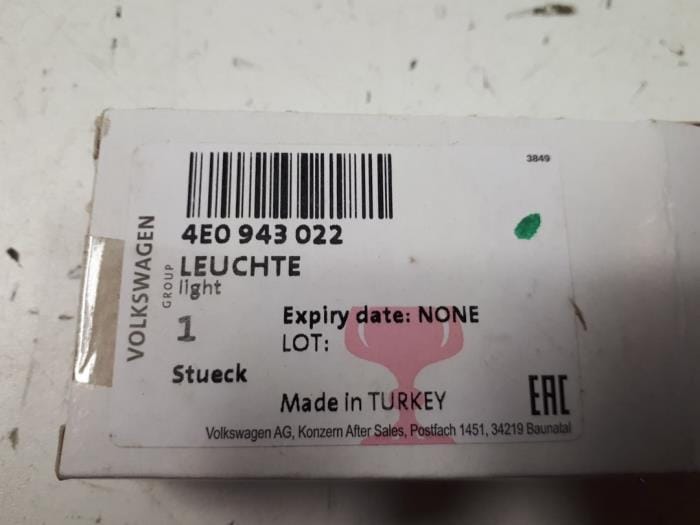 3849
4E0 943 022
VOLKSWAGEN
GROUP
LEUCHTE
light
1
Expiry date: NONE
LOT:
Stueck
Made in TURKEY
EAC
Volkswagen AG, Konzern After Sales, Postfach 1451, 34219 Baunatal